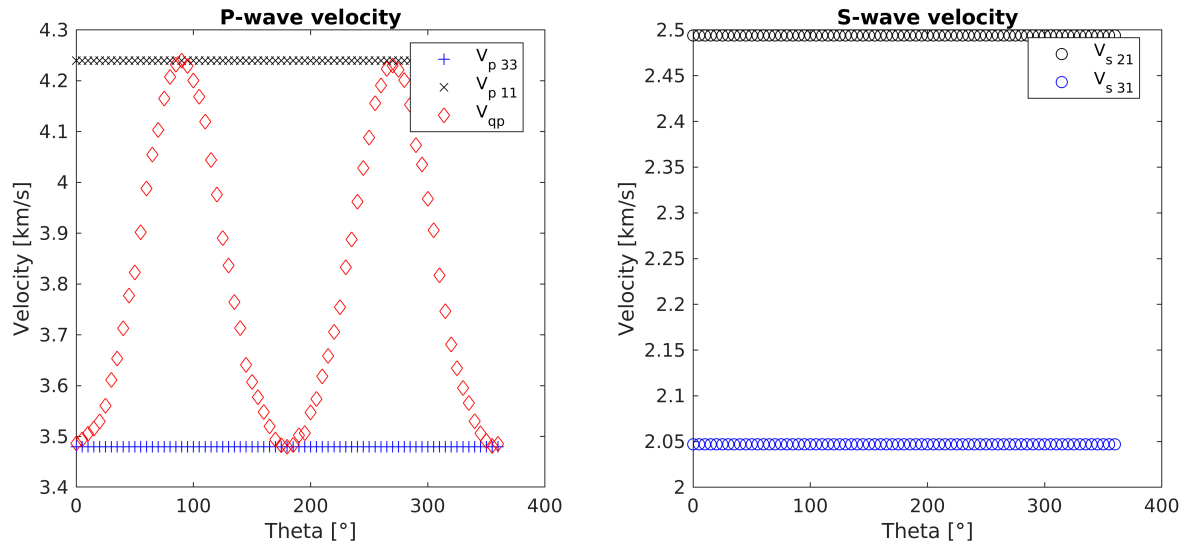 P-wave velocity
4.3
4.2
4.1
4
3.9
3.8
3.7
3.6
3.5
3.4
0
100
200
300
400
Velocity [km/s]
Theta [°]
V p 33
V p 11
V qp
S-wave velocity
2.5
2.45
2.4
2.35
2.3
2.25
2.2
2.15
2.1
2.05
2
0
100
200
300
400
Velocity [km/s]
Theta [°]
V s 21
V s 31